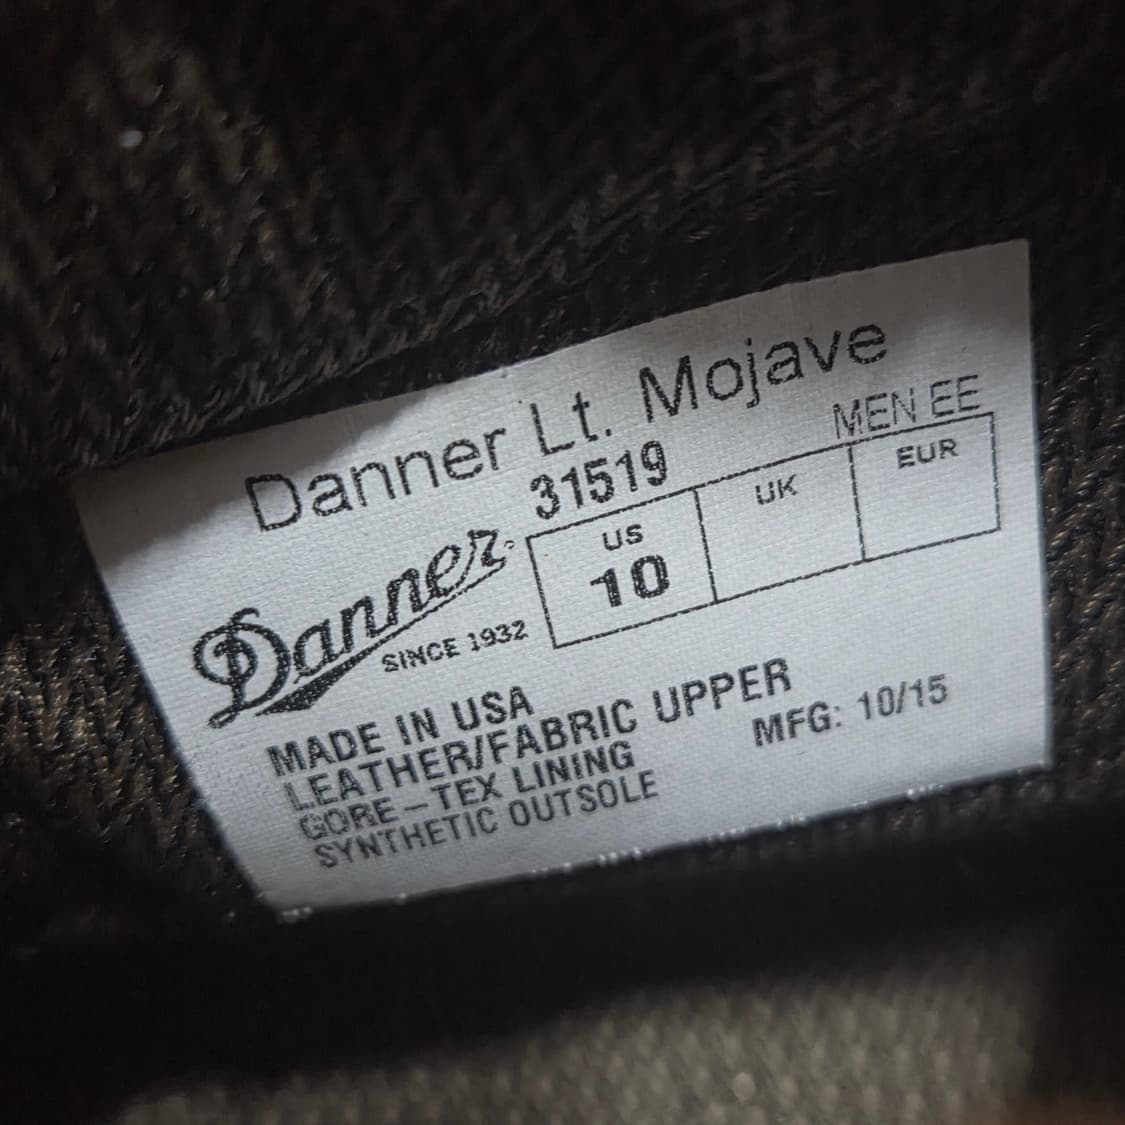 Danner Lt. Mojave
31519
MEN EE
Danner
SINCE 1932
US UK EUR
10
MADE IN USA
LEATHER/FABRIC UPPER
GORE-TEX LINING
SYNTHETIC OUTSOLE
MFG: 10/15